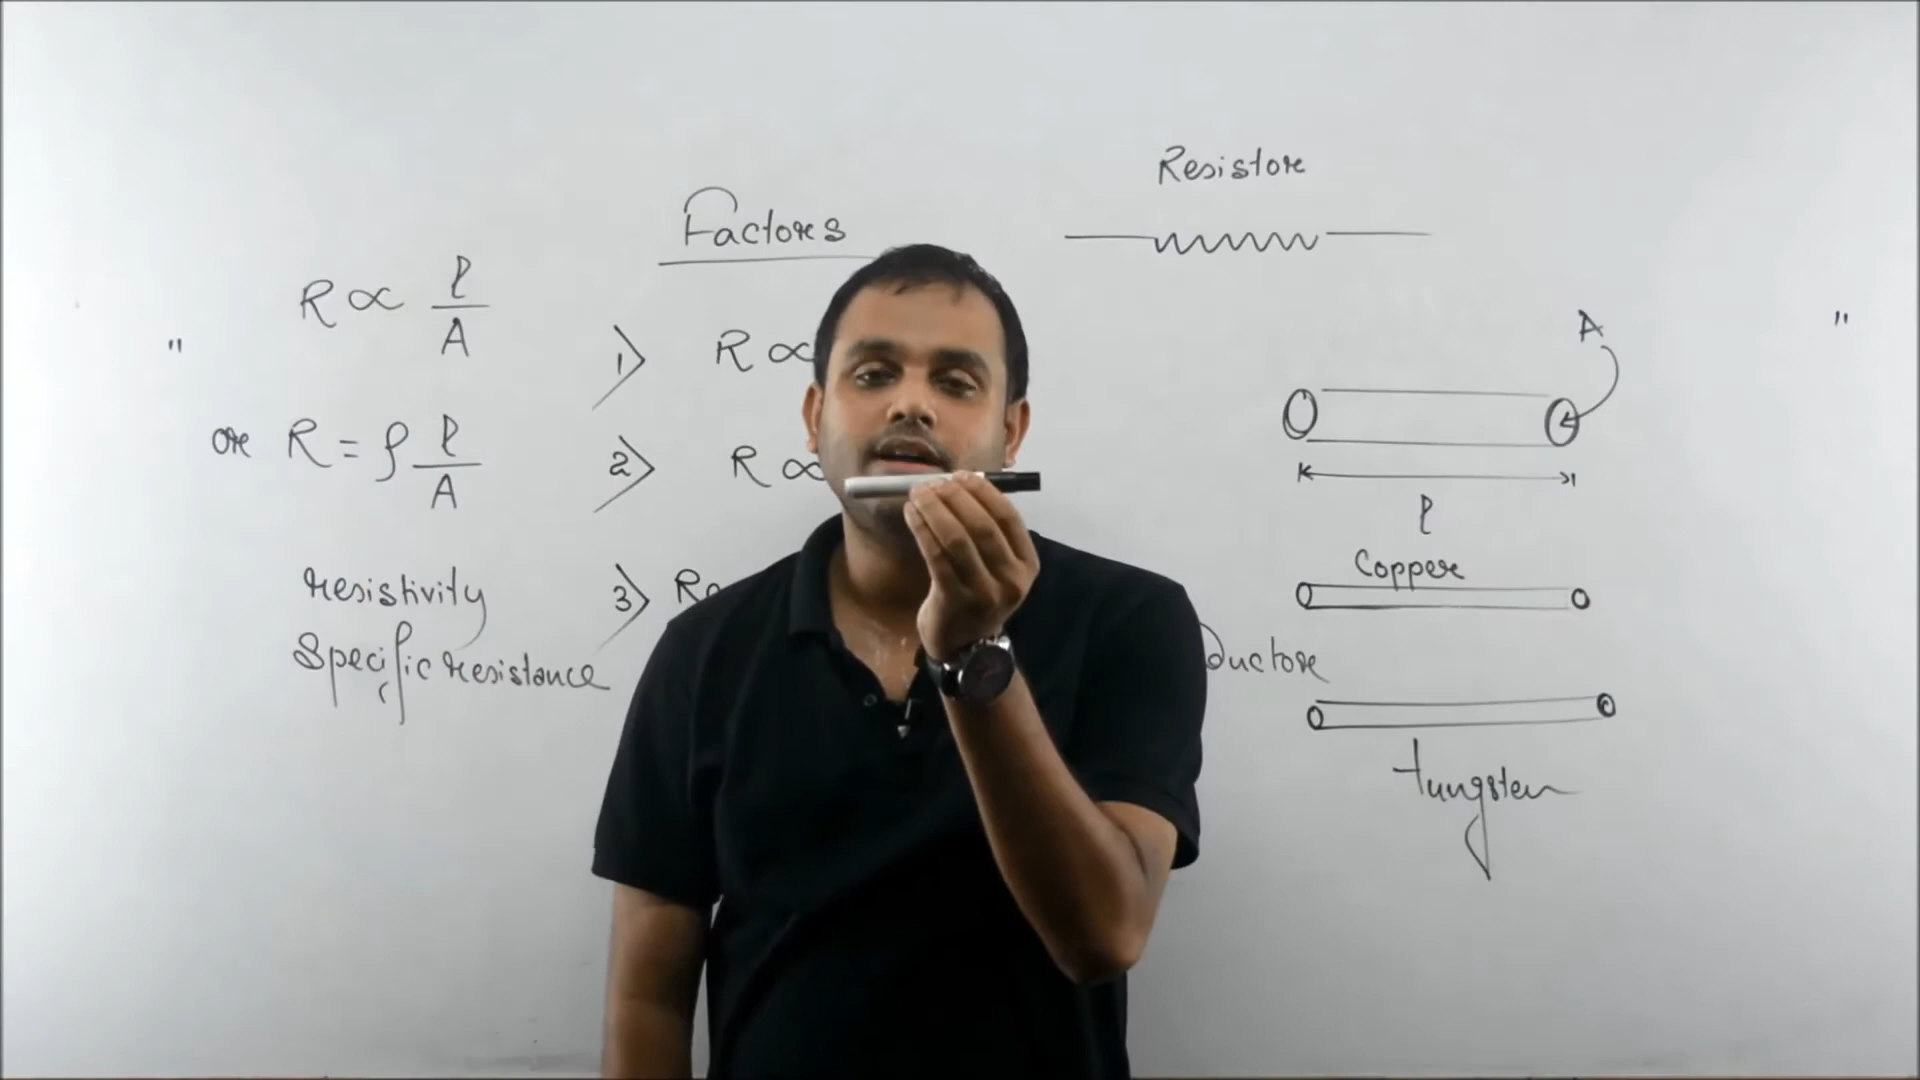 Resistor
Factors
R ∝ l/A
A
1) R ∝
" "
or R = ρ l/A
2) R ∝
l
Copper
resistivity
3) R
Specific resistance
ductor
tungsten